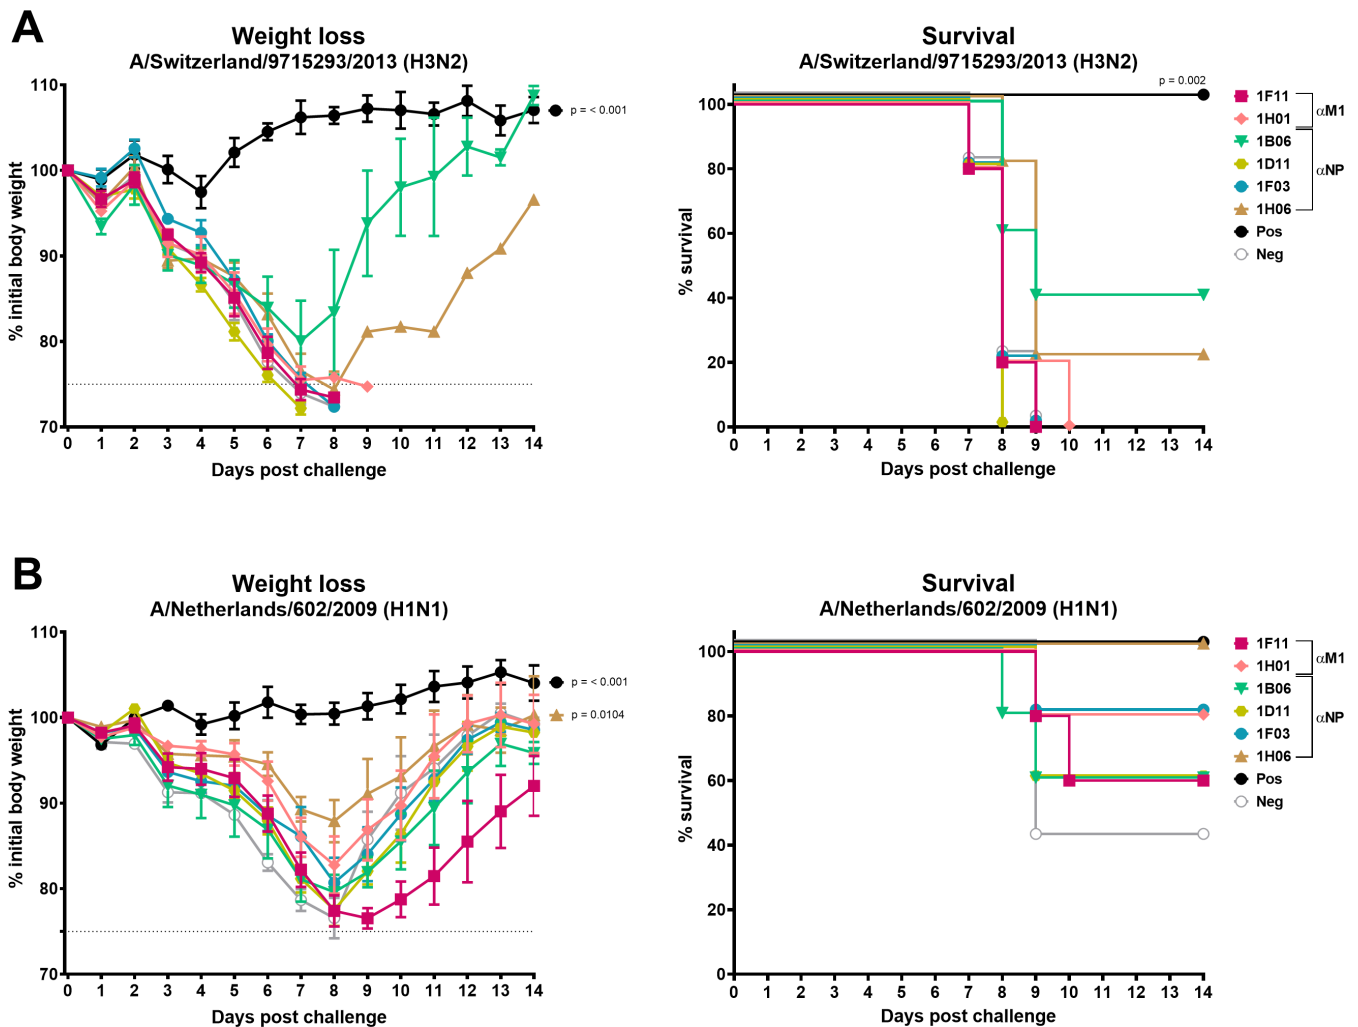 A
Weight loss
A/Switzerland/9715293/2013 (H3N2)
% initial body weight
110
100
90
80
70
0 1 2 3 4 5 6 7 8 9 10 11 12 13 14
Days post challenge
p = < 0.001
Survival
A/Switzerland/9715293/2013 (H3N2)
p = 0.002
% survival
100
80
60
40
20
0
0 1 2 3 4 5 6 7 8 9 10 11 12 13 14
Days post challenge
1F11
1H01
αM1
1B06
1D11
αNP
1F03
1H06
Pos
Neg
B
Weight loss
A/Netherlands/602/2009 (H1N1)
% initial body weight
110
100
90
80
70
0 1 2 3 4 5 6 7 8 9 10 11 12 13 14
Days post challenge
p = < 0.001
p = 0.0104
Survival
A/Netherlands/602/2009 (H1N1)
% survival
100
80
60
40
20
0
0 1 2 3 4 5 6 7 8 9 10 11 12 13 14
Days post challenge
1F11
1H01
αM1
1B06
1D11
αNP
1F03
1H06
Pos
Neg